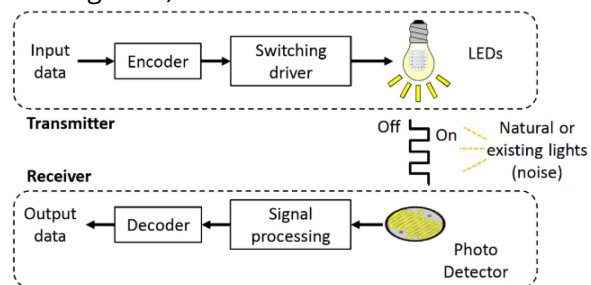 Input
data
Encoder
Switching
driver
LEDs
Transmitter
Off
On
Natural or
existing lights
(noise)
Receiver
Output
data
Decoder
Signal
processing
Photo
Detector